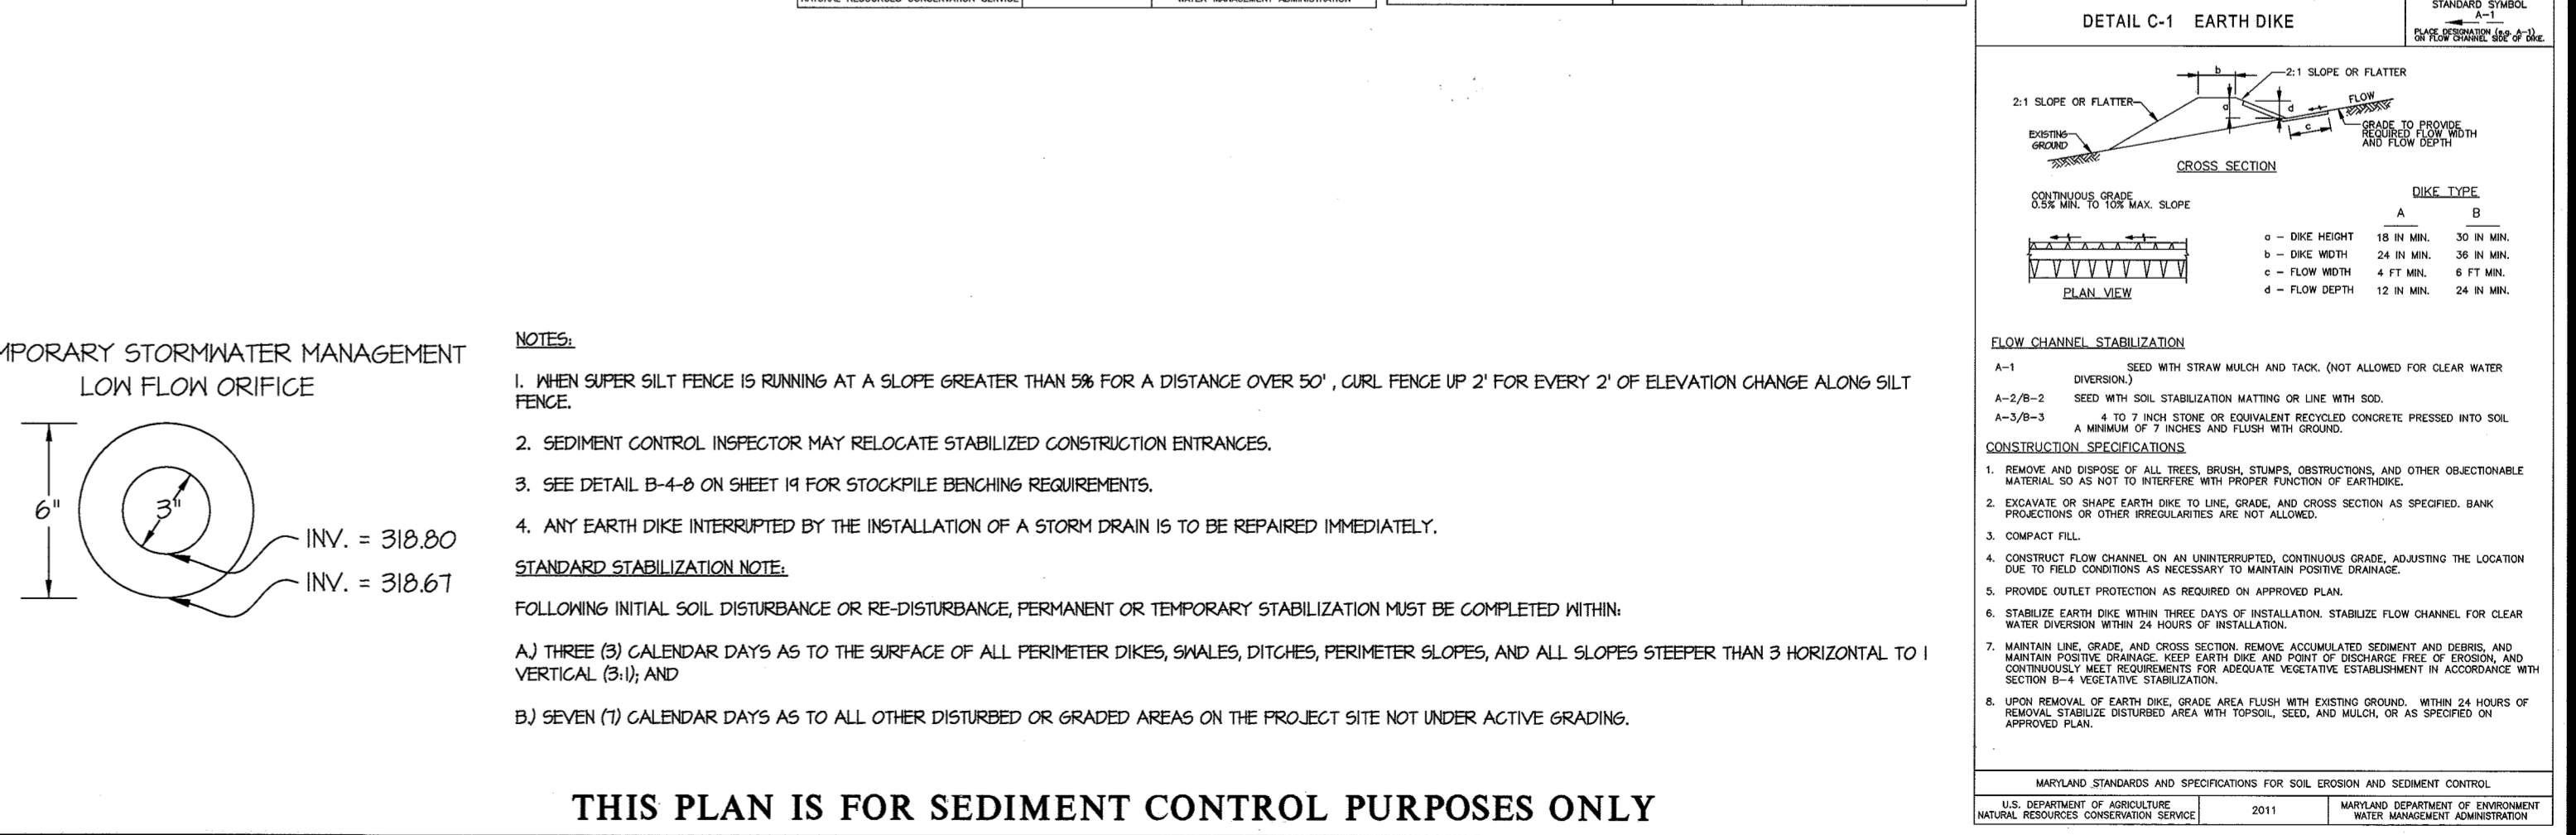 NATURAL RESOURCES CONSERVATION SERVICE
WATER MANAGEMENT ADMINISTRATION
MPORARY STORMWATER MANAGEMENT
LOW FLOW ORIFICE
6"
3"
INV. = 318.80
INV. = 318.67
NOTES:
1. WHEN SUPER SILT FENCE IS RUNNING AT A SLOPE GREATER THAN 5% FOR A DISTANCE OVER 50' , CURL FENCE UP 2' FOR EVERY 2' OF ELEVATION CHANGE ALONG SILT
FENCE.
2. SEDIMENT CONTROL INSPECTOR MAY RELOCATE STABILIZED CONSTRUCTION ENTRANCES.
3. SEE DETAIL B-4-8 ON SHEET 19 FOR STOCKPILE BENCHING REQUIREMENTS.
4. ANY EARTH DIKE INTERRUPTED BY THE INSTALLATION OF A STORM DRAIN IS TO BE REPAIRED IMMEDIATELY.
STANDARD STABILIZATION NOTE:
FOLLOWING INITIAL SOIL DISTURBANCE OR RE-DISTURBANCE, PERMANENT OR TEMPORARY STABILIZATION MUST BE COMPLETED WITHIN:
A.) THREE (3) CALENDAR DAYS AS TO THE SURFACE OF ALL PERIMETER DIKES, SWALES, DITCHES, PERIMETER SLOPES, AND ALL SLOPES STEEPER THAN 3 HORIZONTAL TO 1
VERTICAL (3:1); AND
B.) SEVEN (7) CALENDAR DAYS AS TO ALL OTHER DISTURBED OR GRADED AREAS ON THE PROJECT SITE NOT UNDER ACTIVE GRADING.
THIS PLAN IS FOR SEDIMENT CONTROL PURPOSES ONLY
DETAIL C-1 EARTH DIKE
STANDARD SYMBOL
A-1
PLACE DESIGNATION (e.g. A-1)
ON FLOW CHANNEL SIDE OF DIKE.
b
2:1 SLOPE OR FLATTER
2:1 SLOPE OR FLATTER
a
d
FLOW
c
GRADE TO PROVIDE
REQUIRED FLOW WIDTH
AND FLOW DEPTH
EXISTING
GROUND
CROSS SECTION
CONTINUOUS GRADE
0.5% MIN. TO 10% MAX. SLOPE
PLAN VIEW
DIKE TYPE
A B
a - DIKE HEIGHT 18 IN MIN. 30 IN MIN.
b - DIKE WIDTH 24 IN MIN. 36 IN MIN.
c - FLOW WIDTH 4 FT MIN. 6 FT MIN.
d - FLOW DEPTH 12 IN MIN. 24 IN MIN.
FLOW CHANNEL STABILIZATION
A-1 SEED WITH STRAW MULCH AND TACK. (NOT ALLOWED FOR CLEAR WATER
DIVERSION.)
A-2/B-2 SEED WITH SOIL STABILIZATION MATTING OR LINE WITH SOD.
A-3/B-3 4 TO 7 INCH STONE OR EQUIVALENT RECYCLED CONCRETE PRESSED INTO SOIL
A MINIMUM OF 7 INCHES AND FLUSH WITH GROUND.
CONSTRUCTION SPECIFICATIONS
1. REMOVE AND DISPOSE OF ALL TREES, BRUSH, STUMPS, OBSTRUCTIONS, AND OTHER OBJECTIONABLE
MATERIAL SO AS NOT TO INTERFERE WITH PROPER FUNCTION OF EARTHDIKE.
2. EXCAVATE OR SHAPE EARTH DIKE TO LINE, GRADE, AND CROSS SECTION AS SPECIFIED. BANK
PROJECTIONS OR OTHER IRREGULARITIES ARE NOT ALLOWED.
3. COMPACT FILL.
4. CONSTRUCT FLOW CHANNEL ON AN UNINTERRUPTED, CONTINUOUS GRADE, ADJUSTING THE LOCATION
DUE TO FIELD CONDITIONS AS NECESSARY TO MAINTAIN POSITIVE DRAINAGE.
5. PROVIDE OUTLET PROTECTION AS REQUIRED ON APPROVED PLAN.
6. STABILIZE EARTH DIKE WITHIN THREE DAYS OF INSTALLATION. STABILIZE FLOW CHANNEL FOR CLEAR
WATER DIVERSION WITHIN 24 HOURS OF INSTALLATION.
7. MAINTAIN LINE, GRADE, AND CROSS SECTION. REMOVE ACCUMULATED SEDIMENT AND DEBRIS, AND
MAINTAIN POSITIVE DRAINAGE. KEEP EARTH DIKE AND POINT OF DISCHARGE FREE OF EROSION, AND
CONTINUOUSLY MEET REQUIREMENTS FOR ADEQUATE VEGETATIVE ESTABLISHMENT IN ACCORDANCE WITH
SECTION B-4 VEGETATIVE STABILIZATION.
8. UPON REMOVAL OF EARTH DIKE, GRADE AREA FLUSH WITH EXISTING GROUND. WITHIN 24 HOURS OF
REMOVAL STABILIZE DISTURBED AREA WITH TOPSOIL, SEED, AND MULCH, OR AS SPECIFIED ON
APPROVED PLAN.
MARYLAND STANDARDS AND SPECIFICATIONS FOR SOIL EROSION AND SEDIMENT CONTROL
U.S. DEPARTMENT OF AGRICULTURE
NATURAL RESOURCES CONSERVATION SERVICE
2011
MARYLAND DEPARTMENT OF ENVIRONMENT
WATER MANAGEMENT ADMINISTRATION